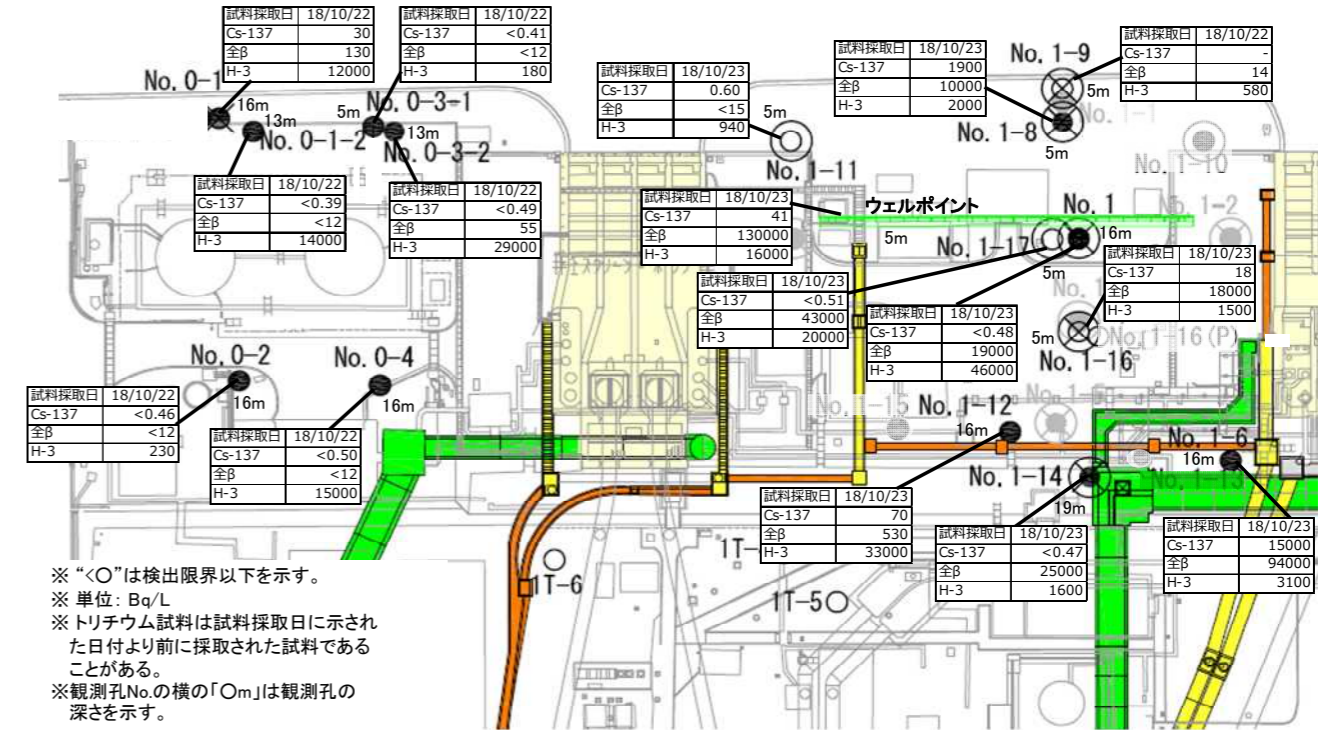 試料採取日 18/10/22
Cs-137 30
全β 130
H-3 12000
試料採取日 18/10/22
Cs-137 <0.41
全β <12
H-3 180
No. 0-1
16m
13m
No. 0-1-2
5m
No. 0-3-1
13m
No. 0-3-2
試料採取日 18/10/22
Cs-137 <0.39
全β <12
H-3 14000
試料採取日 18/10/22
Cs-137 <0.49
全β 55
H-3 29000
試料採取日 18/10/23
Cs-137 0.60
全β <15
H-3 940
5m
No. 1-11
試料採取日 18/10/23
Cs-137 1900
全β 10000
H-3 2000
No. 1-9
5m
No. 1-8
5m
No. 1-1
試料採取日 18/10/22
Cs-137 -
全β 14
H-3 580
No. 1-10
試料採取日 18/10/23
Cs-137 41
全β 130000
H-3 16000
ウェルポイント
5m
No. 1
16m
No. 1-17
5m
1-2
試料採取日 18/10/23
Cs-137 18
全β 18000
H-3 1500
試料採取日 18/10/23
Cs-137 <0.51
全β 43000
H-3 20000
試料採取日 18/10/23
Cs-137 <0.48
全β 19000
H-3 46000
5m
No. 1-16
No. 1-16(P)
No. 0-2
16m
No. 0-4
16m
試料採取日 18/10/22
Cs-137 <0.46
全β <12
H-3 230
試料採取日 18/10/22
Cs-137 <0.50
全β <12
H-3 15000
No. 1-15
No. 1-12
16m
No. 1-6
16m
No. 1-13
No. 1-14
19m
試料採取日 18/10/23
Cs-137 70
全β 530
H-3 33000
試料採取日 18/10/23
Cs-137 <0.47
全β 25000
H-3 1600
試料採取日 18/10/23
Cs-137 15000
全β 94000
H-3 3100
1T-6
1T-
1T-5
※ “<○”は検出限界以下を示す。
※ 単位: Bq/L
※ トリチウム試料は試料採取日に示され
た日付より前に採取された試料である
ことがある。
※観測孔No.の横の「○m」は観測孔の
深さを示す。